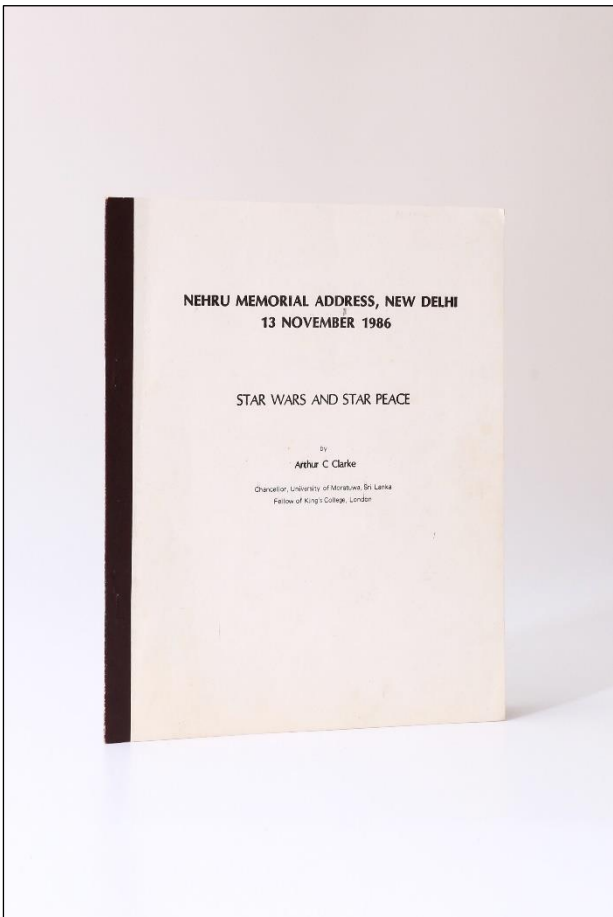 NEHRU MEMORIAL ADDRESS, NEW DELHI
13 NOVEMBER 1986
STAR WARS AND STAR PEACE
by
Arthur C Clarke
Chancellor, University of Moratuwa, Sri Lanka
Fellow of King's College, London